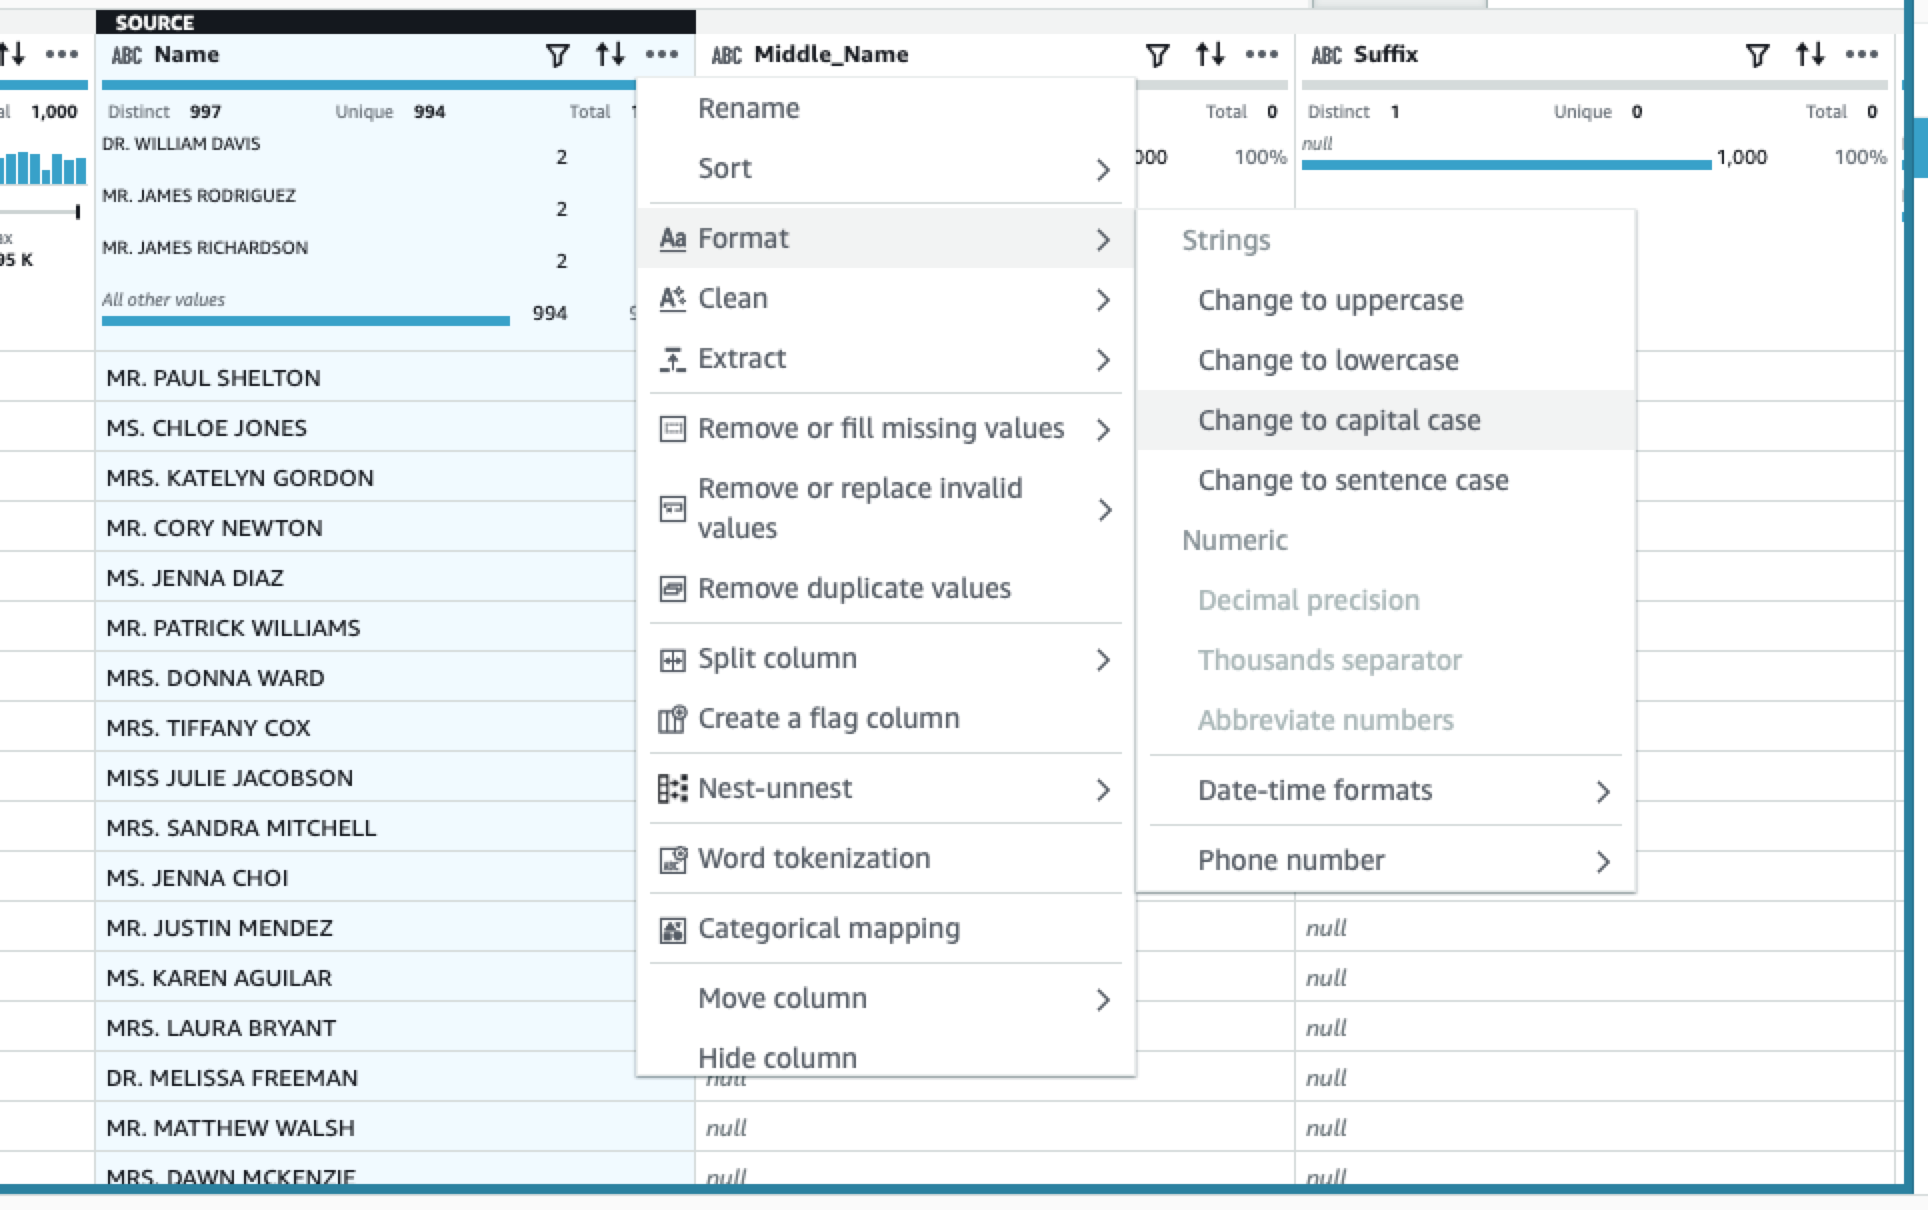 SOURCE
ABC Name
ABC Middle_Name
ABC Suffix
1,000
Distinct 997 Unique 994 Total
Total 0
Distinct 1 Unique 0 Total 0
DR. WILLIAM DAVIS 2
100%
null 1,000 100%
MR. JAMES RODRIGUEZ 2
MR. JAMES RICHARDSON 2
All other values 994
Rename
Sort
Aa Format
Clean
Extract
Remove or fill missing values
Remove or replace invalid
values
Remove duplicate values
Split column
Create a flag column
Nest-unnest
Word tokenization
Categorical mapping
Move column
Hide column
Strings
Change to uppercase
Change to lowercase
Change to capital case
Change to sentence case
Numeric
Decimal precision
Thousands separator
Abbreviate numbers
Date-time formats
Phone number
MR. PAUL SHELTON
MS. CHLOE JONES
MRS. KATELYN GORDON
MR. CORY NEWTON
MS. JENNA DIAZ
MR. PATRICK WILLIAMS
MRS. DONNA WARD
MRS. TIFFANY COX
MISS JULIE JACOBSON
MRS. SANDRA MITCHELL
MS. JENNA CHOI
MR. JUSTIN MENDEZ null
MS. KAREN AGUILAR null
MRS. LAURA BRYANT null
DR. MELISSA FREEMAN null null
MR. MATTHEW WALSH null null
MRS. DAWN MCKENZIE null null